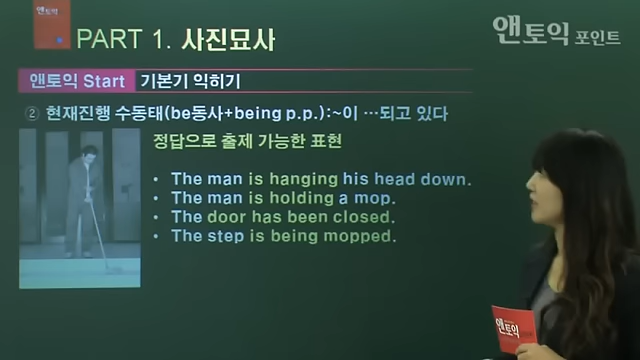 앤토익
PART 1. 사진묘사
앤토익 포인트
앤토익 Start 기본기 익히기
② 현재진행 수동태(be동사+being p.p.):~이 …되고 있다
정답으로 출제 가능한 표현
• The man is hanging his head down.
• The man is holding a mop.
• The door has been closed.
• The step is being mopped.
앤토익